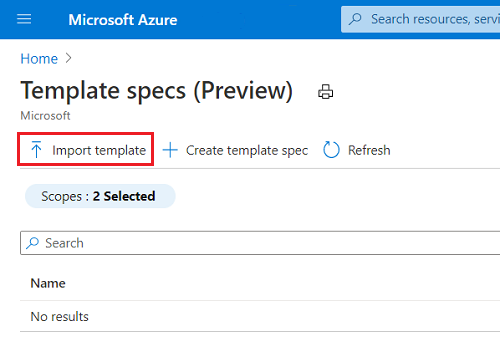 Microsoft Azure
Search resources, servi
Home
Template specs (Preview)
Microsoft
Import template
Create template spec
Refresh
Scopes : 2 Selected
Search
Name
No results